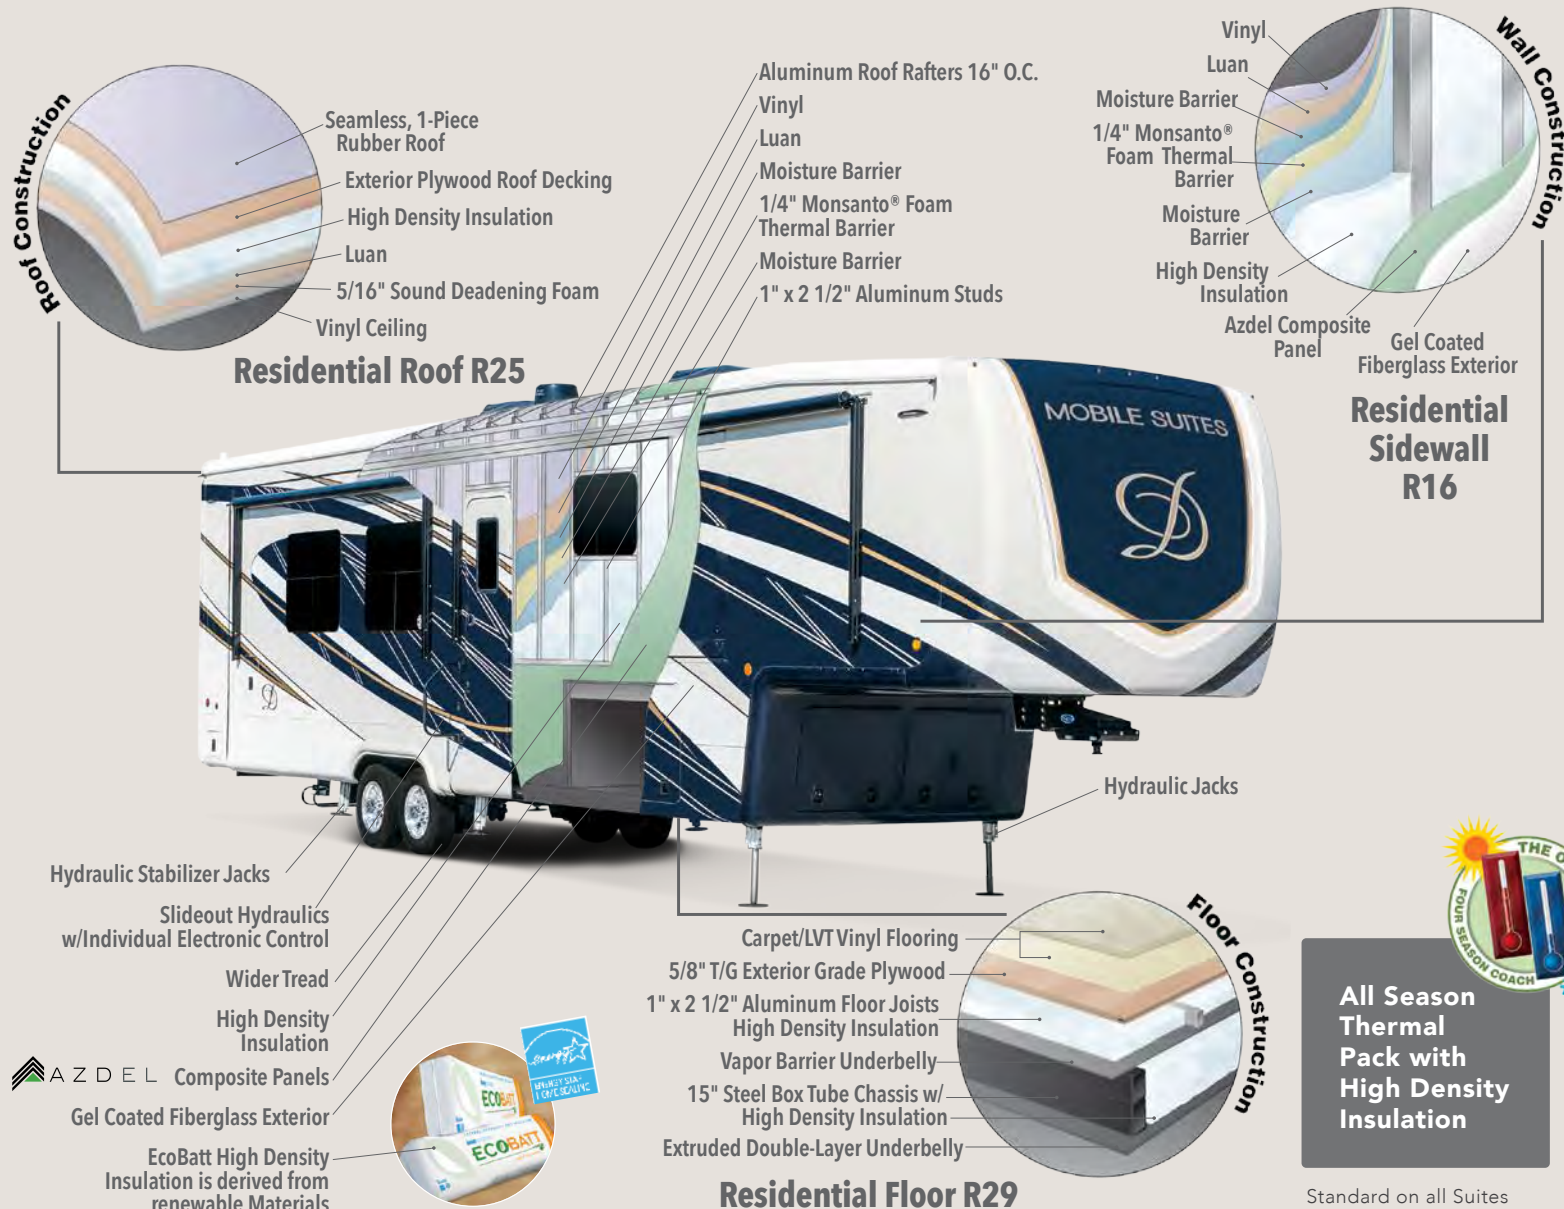 Roof Construction
Seamless, 1-Piece
Rubber Roof
Exterior Plywood Roof Decking
High Density Insulation
Luan
5/16" Sound Deadening Foam
Vinyl Ceiling
Residential Roof R25
Aluminum Roof Rafters 16" O.C.
Vinyl
Luan
Moisture Barrier
1/4" Monsanto® Foam
Thermal Barrier
Moisture Barrier
1" x 2 1/2" Aluminum Studs
Wall Construction
Vinyl
Luan
Moisture Barrier
1/4" Monsanto®
Foam Thermal
Barrier
Moisture
Barrier
High Density
Insulation
Azdel Composite
Panel
Gel Coated
Fiberglass Exterior
Residential
Sidewall
R16
MOBILE SUITES
D
D
Hydraulic Jacks
Hydraulic Stabilizer Jacks
Slideout Hydraulics
w/Individual Electronic Control
Wider Tread
High Density
Insulation
AZDEL Composite Panels
Gel Coated Fiberglass Exterior
EcoBatt High Density
Insulation is derived from
renewable Materials
ECOBATT
ECOBATT
energy
ENERGY STAR
Floor Construction
Carpet/LVT Vinyl Flooring
5/8" T/G Exterior Grade Plywood
1" x 2 1/2" Aluminum Floor Joists
High Density Insulation
Vapor Barrier Underbelly
15" Steel Box Tube Chassis w/
High Density Insulation
Extruded Double-Layer Underbelly
Residential Floor R29
THE
FOUR SEASON COACH
All Season
Thermal
Pack with
High Density
Insulation
Standard on all Suites